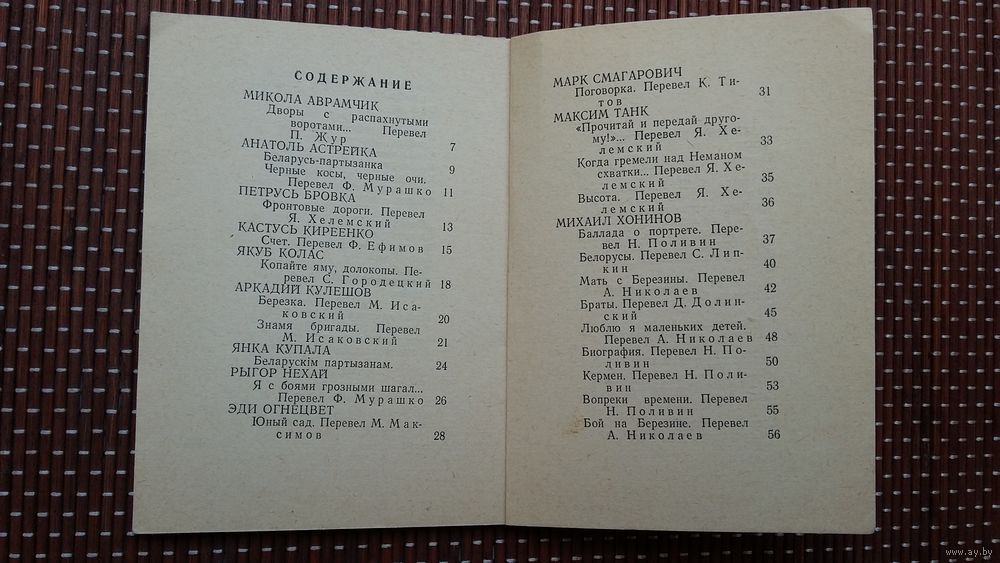 СОДЕРЖАНИЕ
МИКОЛА АВРАМЧИК
Дворы с распахнутыми
воротами... Перевел
П. Жур 7
АНАТОЛЬ АСТРЕЙКА
Беларусь-партызанка 9
Черные косы, черные очи.
Перевел Ф. Мурашко 11
ПЕТРУСЬ БРОВКА
Фронтовые дороги. Перевел
Я. Хелемский 13
КАСТУСЬ КИРЕЕНКО
Счет. Перевел Ф. Ефимов 15
ЯКУБ КОЛАС
Копайте яму, долокопы. Пе-
ревел С. Городецкий 18
АРКАДИЙ КУЛЕШОВ
Березка. Перевел М. Иса-
ковский 20
Знамя бригады. Перевел
М. Исаковский 21
ЯНКА КУПАЛА
Беларускім партызанам. 24
РЫГОР НЕХАЙ
Я с боями грозными шагал...
Перевел Ф. Мурашко 26
ЭДИ ОГНЕЦВЕТ
Юный сад. Перевел М. Мак-
симов 28
МАРК СМАГАРОВИЧ
Поговорка. Перевел К. Ти-
тов 31
МАКСИМ ТАНК
«Прочитай и передай друго-
му!»... Перевел Я. Хе-
лемский 33
Когда гремели над Неманом
схватки... Перевел Я. Хе-
лемский 35
Высота. Перевел Я. Хе-
лемский 36
МИХАИЛ ХОНИНОВ
Баллада о портрете. Пере-
вел Н. Поливин 37
Белорусы. Перевел С. Лип-
кин 40
Мать с Березины. Перевел
А. Николаев 42
Браты. Перевел Д. Долин-
ский 45
Люблю я маленьких детей.
Перевел А. Николаев 48
Биография. Перевел Н. По-
ливин 50
Кермен. Перевел Н. Поли-
вин 53
Вопреки времени. Перевел
Н. Поливин 55
Бой на Березине. Перевел
А. Николаев 56
www.ay.by